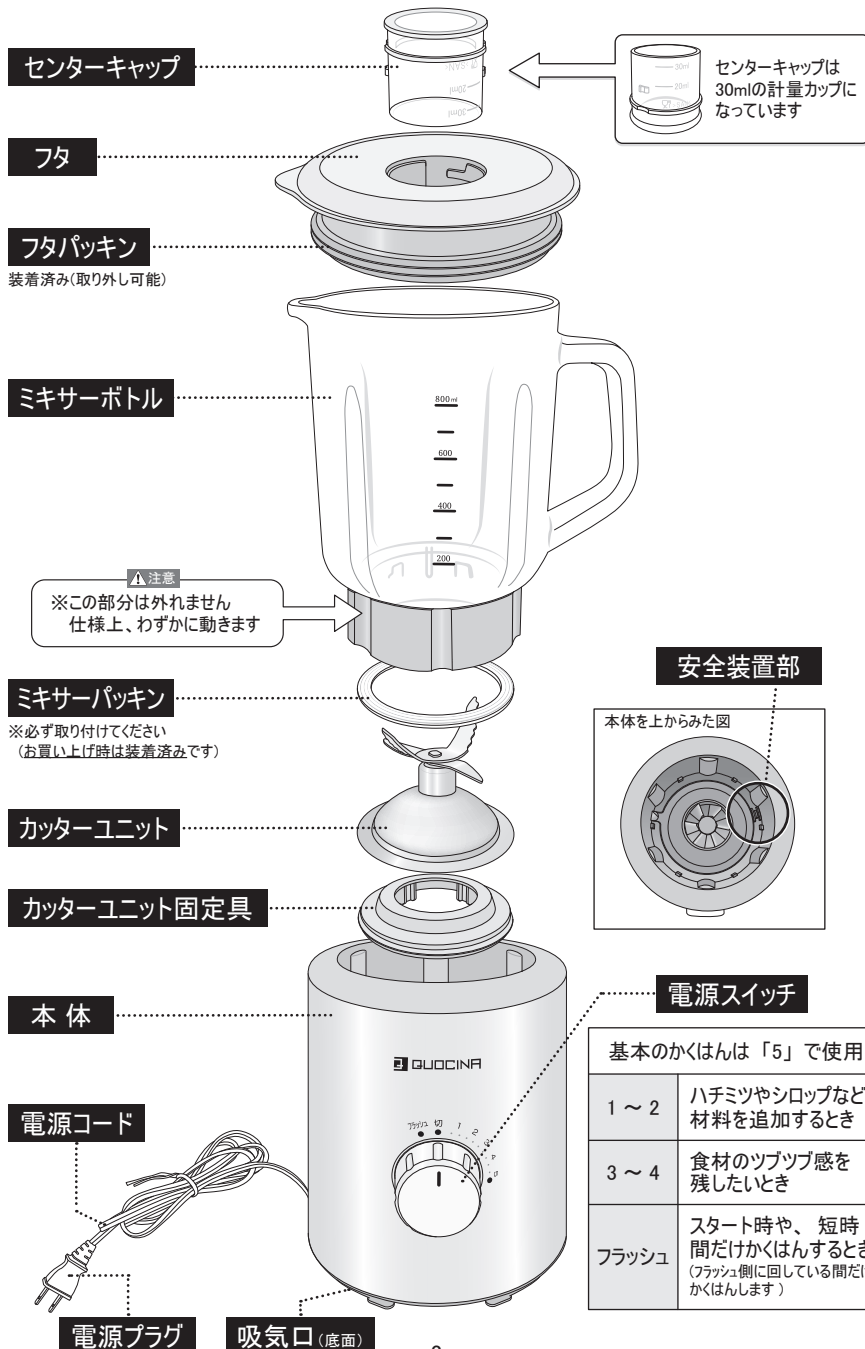 センターキャップ
30ml
20ml
センターキャップは
30mlの計量カップに
なっています
フタ
フタパッキン
装着済み(取り外し可能)
ミキサーボトル
800ml
600
400
200
注意
※この部分は外れません
仕様上、わずかに動きます
ミキサーパッキン
※必ず取り付けてください
(お買い上げ時は装着済みです)
安全装置部
本体を上からみた図
カッターユニット
カッターユニット固定具
本体
電源スイッチ
QUOCINA
フラッシュ 切 1 2 3 4 5
基本のかくはんは「5」で使用
1～2
ハチミツやシロップなど
材料を追加するとき
3～4
食材のツブツブ感を
残したいとき
フラッシュ
スタート時や、短時
間だけかくはんするとき
(フラッシュ側に回している間だけ
かくはんします)
電源コード
電源プラグ
吸気口(底面)